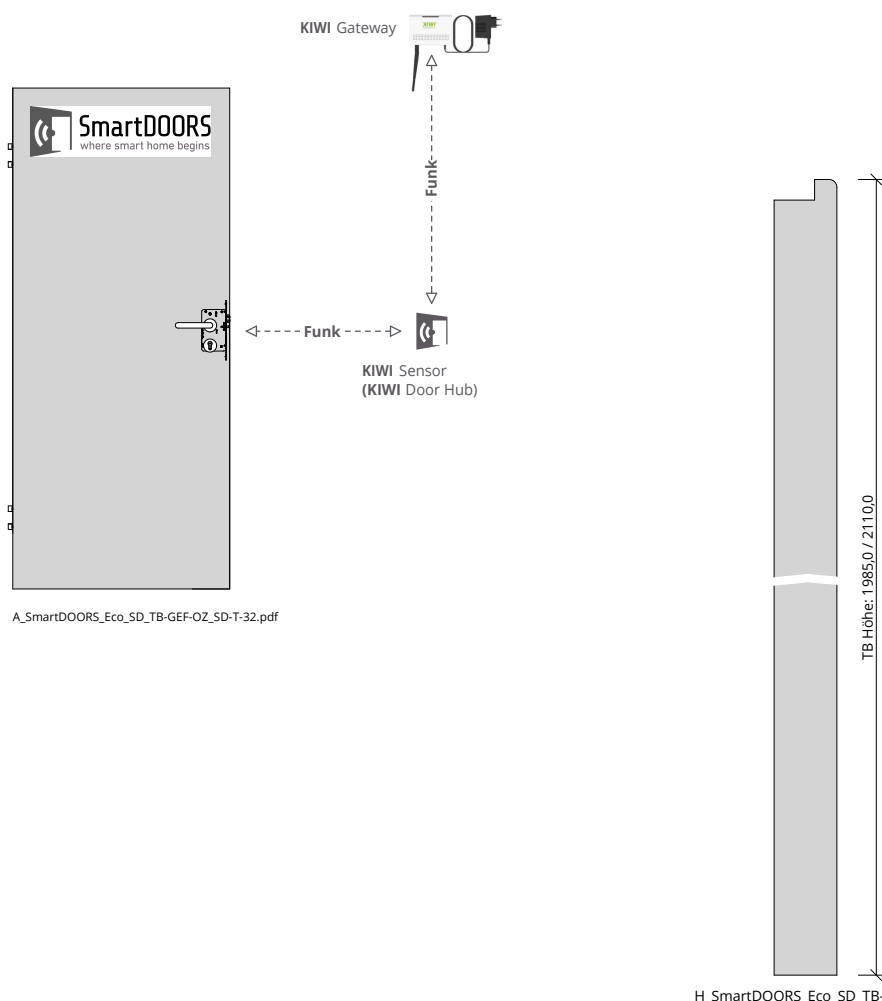 KIWI Gateway
SmartDOORS
where smart home begins
Funk
Funk
KIWI Sensor
(KIWI Door Hub)
TB Höhe: 1985,0 / 2110,0
A_SmartDOORS_Eco_SD_TB-GEF-OZ_SD-T-32.pdf
H_SmartDOORS_Eco_SD_TB-